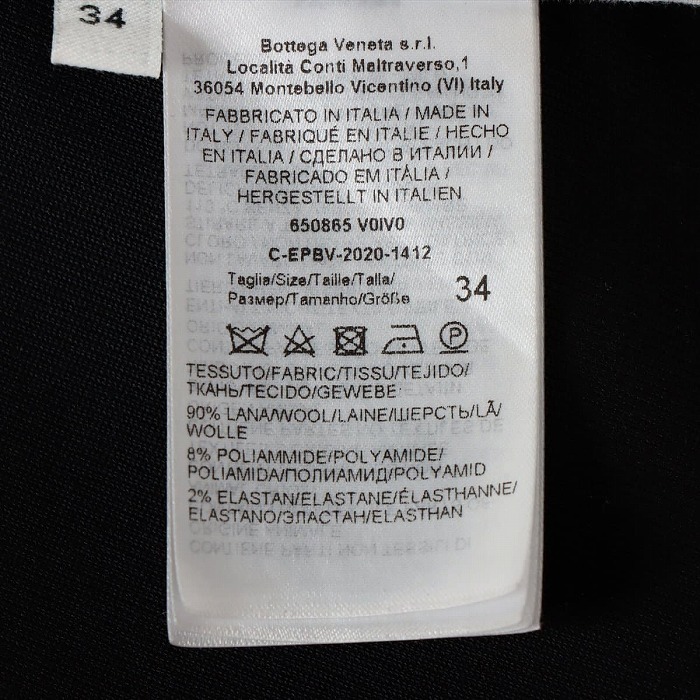 34
Bottega Veneta s.r.l.
Località Conti Maltraverso,1
36054 Montebello Vicentino (VI) Italy
FABBRICATO IN ITALIA / MADE IN
ITALY / FABRIQUÉ EN ITALIE / HECHO
EN ITALIA / СДЕЛАНО В ИТАЛИИ /
FABRICADO EM ITÁLIA /
HERGESTELLT IN ITALIEN
650865 V0IV0
C-EPBV-2020-1412
Taglia/Size/Taille/Talla/
Размер/Tamanho/Größe 34
P
TESSUTO/FABRIC/TISSU/TEJIDO/
ТКАНЬ/TECIDO/GEWEBE
90% LANA/WOOL/LAINE/ШЕРСТЬ/LÃ/
WOLLE
8% POLIAMMIDE/POLYAMIDE/
POLIAMIDA/ПОЛИАМИД/POLYAMID
2% ELASTAN/ELASTANE/ÉLASTHANNE/
ELASTANO/ЭЛАСТАН/ELASTHAN